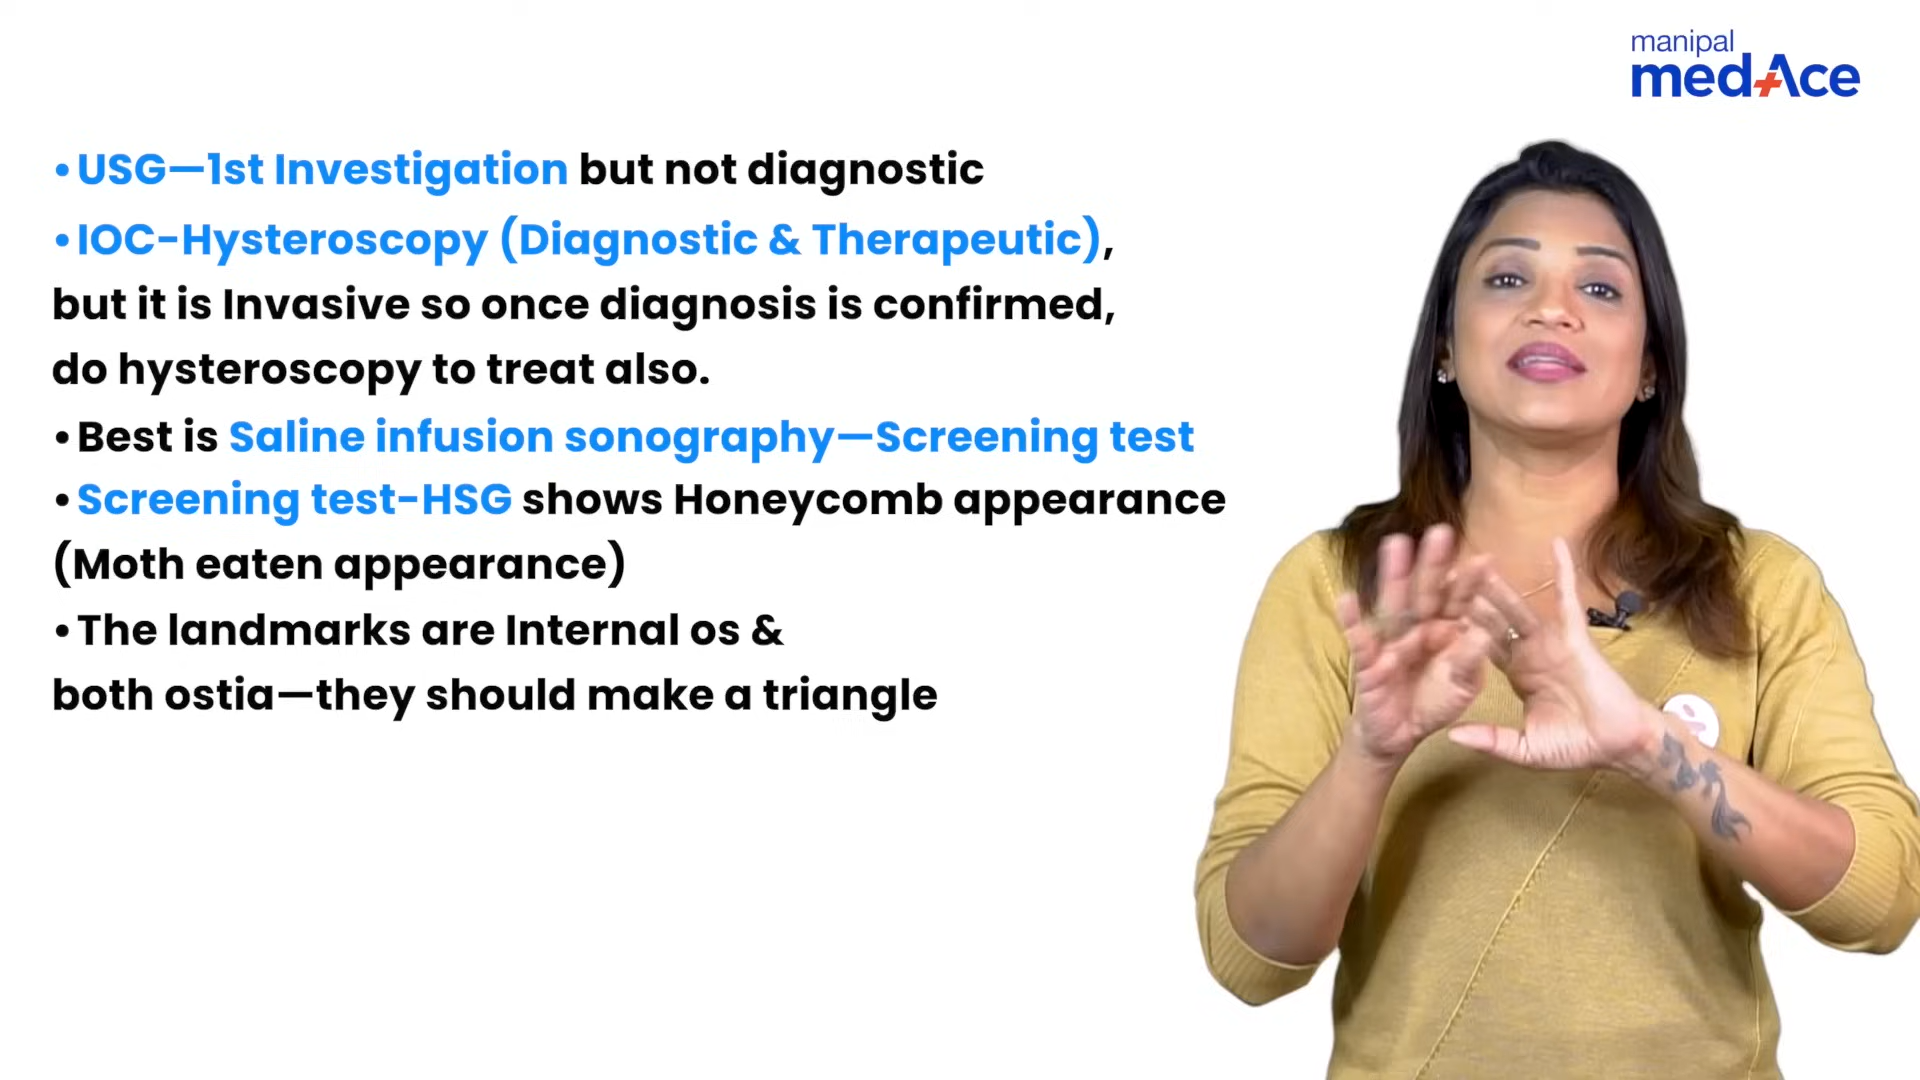 manipal
medAce
•USG—1st Investigation but not diagnostic
•IOC-Hysteroscopy (Diagnostic & Therapeutic),
but it is Invasive so once diagnosis is confirmed,
do hysteroscopy to treat also.
•Best is Saline infusion sonography—Screening test
•Screening test-HSG shows Honeycomb appearance
(Moth eaten appearance)
•The landmarks are Internal os &
both ostia—they should make a triangle